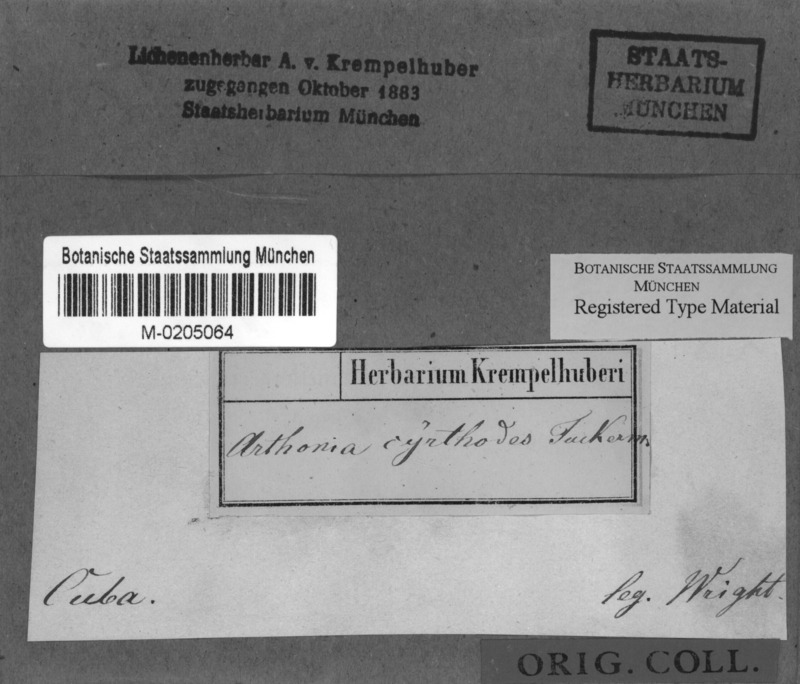 Lichenenherbar A. v. Krempelhuber
zugegangen Oktober 1883
Staatsherbarium München
STAATS-
HERBARIUM
MÜNCHEN
Botanische Staatssammlung München
M-0205064
BOTANISCHE STAATSSAMMLUNG
MÜNCHEN
Registered Type Material
Herbarium Krempelhuberi
Arthonia cÿrthodes Tuckerm.
Cuba.
leg. Wright.
ORIG. COLL.